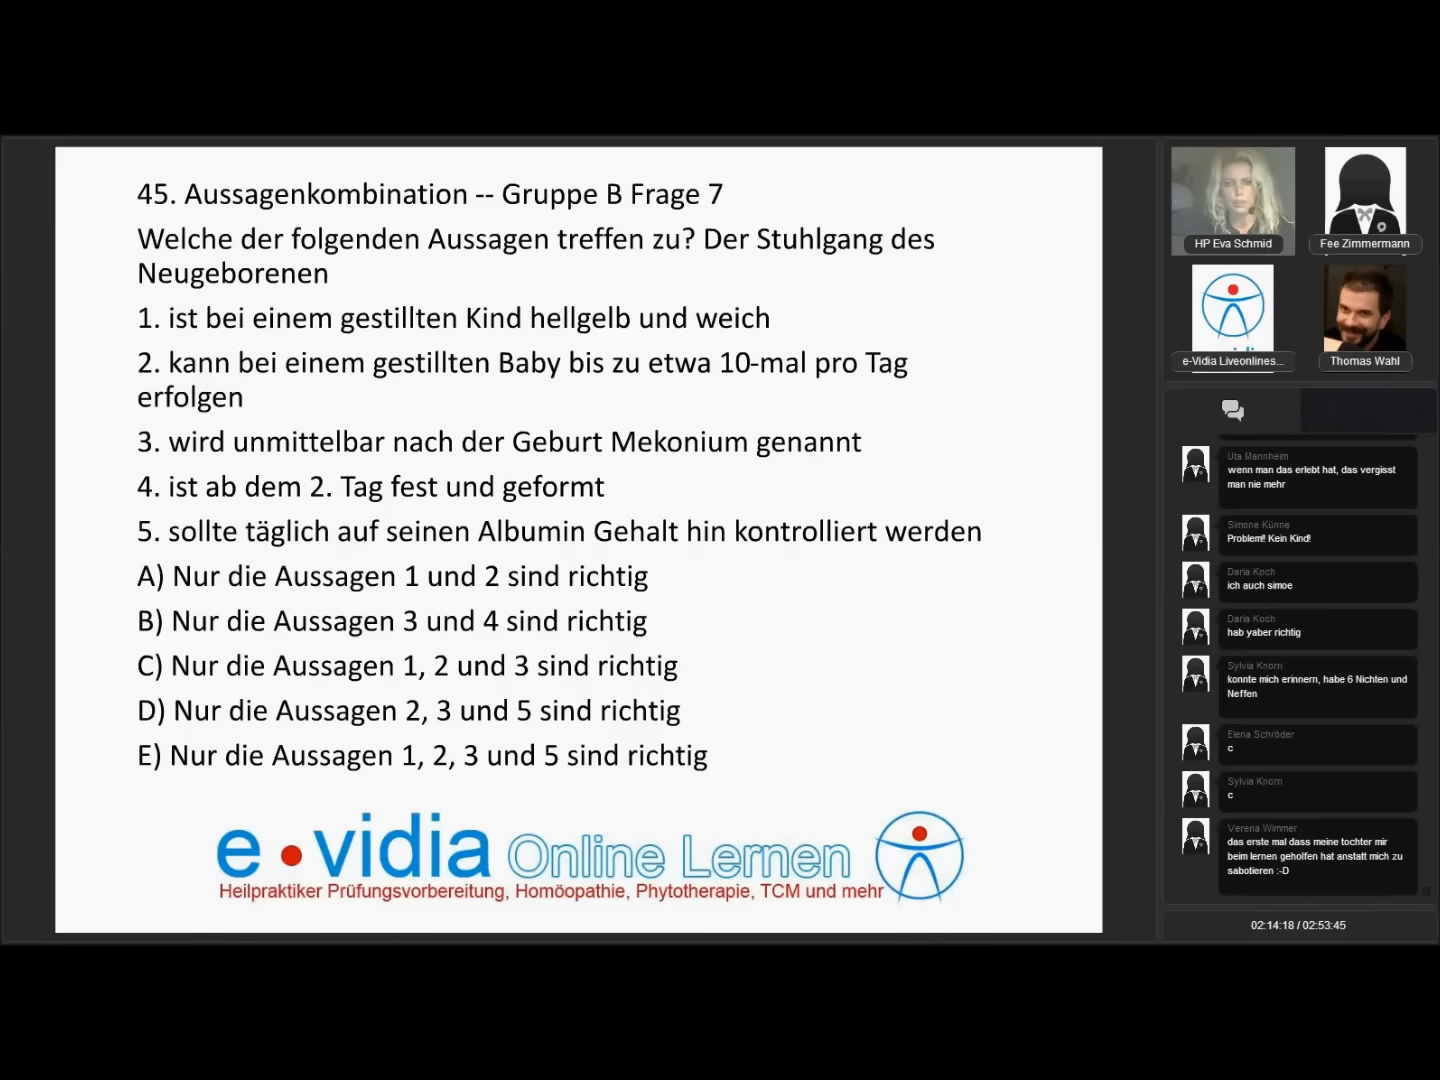 45. Aussagenkombination -- Gruppe B Frage 7
Welche der folgenden Aussagen treffen zu? Der Stuhlgang des
Neugeborenen
1. ist bei einem gestillten Kind hellgelb und weich
2. kann bei einem gestillten Baby bis zu etwa 10-mal pro Tag
erfolgen
3. wird unmittelbar nach der Geburt Mekonium genannt
4. ist ab dem 2. Tag fest und geformt
5. sollte täglich auf seinen Albumin Gehalt hin kontrolliert werden
A) Nur die Aussagen 1 und 2 sind richtig
B) Nur die Aussagen 3 und 4 sind richtig
C) Nur die Aussagen 1, 2 und 3 sind richtig
D) Nur die Aussagen 2, 3 und 5 sind richtig
E) Nur die Aussagen 1, 2, 3 und 5 sind richtig
e•vidia Online Lernen
Heilpraktiker Prüfungsvorbereitung, Homöopathie, Phytotherapie, TCM und mehr
HP Eva Schmid
Fee Zimmermann
e-Vidia Liveonlines...
Thomas Wahl
Uta Mannheim
wenn man das erlebt hat, das vergisst
man nie mehr
Simone Künne
Problem!! Kein Kind!
Daria Koch
ich auch simoe
Daria Koch
hab yaber richtig
Sylvia Knorn
konnte mich erinnern, habe 6 Nichten und
Neffen
Elena Schröder
c
Sylvia Knorn
c
Verena Wimmer
das erste mal dass meine tochter mir
beim lernen geholfen hat anstatt mich zu
sabotieren :-D
02:14:18 / 02:53:45